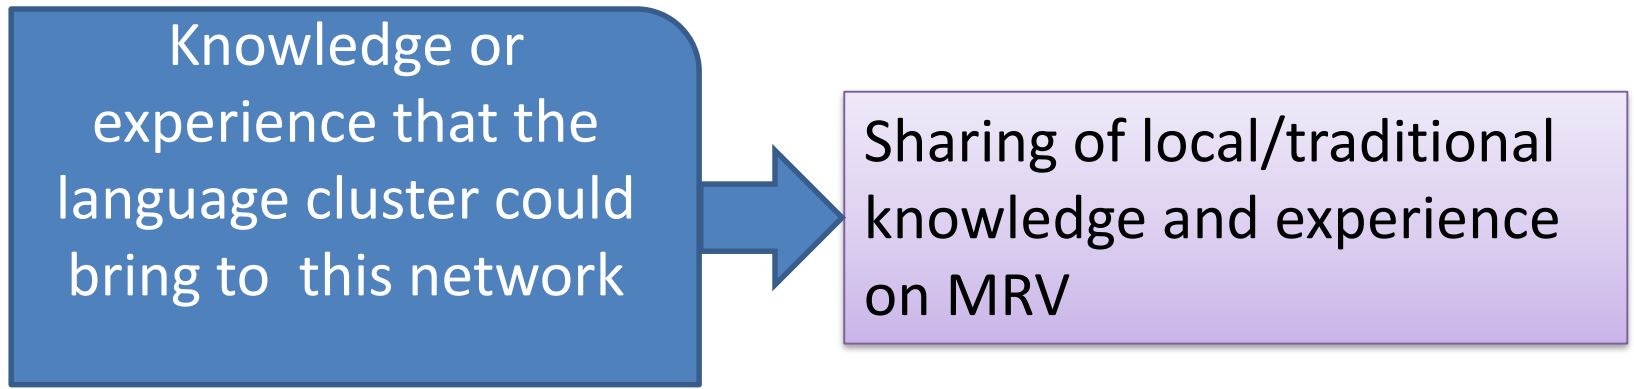 Knowledge or
experience that the
language cluster could
bring to  this network
Sharing of local/traditional
knowledge and experience
on MRV